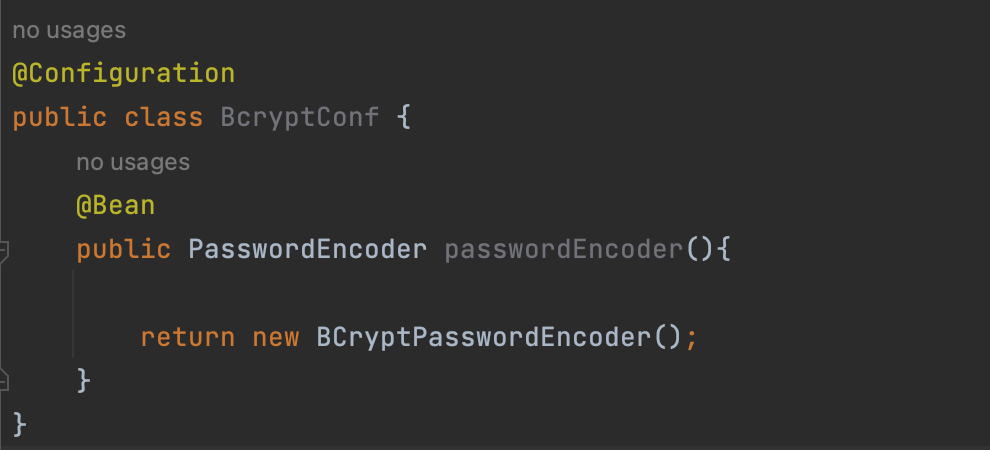 no usages
@Configuration
public class BcryptConf {
no usages
@Bean
public PasswordEncoder passwordEncoder(){
return new BCryptPasswordEncoder();
}
}